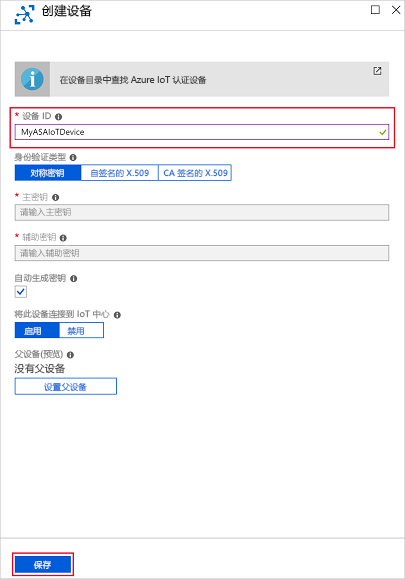 创建设备
在设备目录中查找 Azure IoT 认证设备
* 设备 ID
MyASAIoTDevice
身份验证类型
对称密钥 自签名的 X.509 CA 签名的 X.509
* 主密钥
请输入主密钥
* 辅助密钥
请输入辅助密钥
自动生成密钥
将此设备连接到 IoT 中心
启用 禁用
父设备(预览)
没有父设备
设置父设备
保存